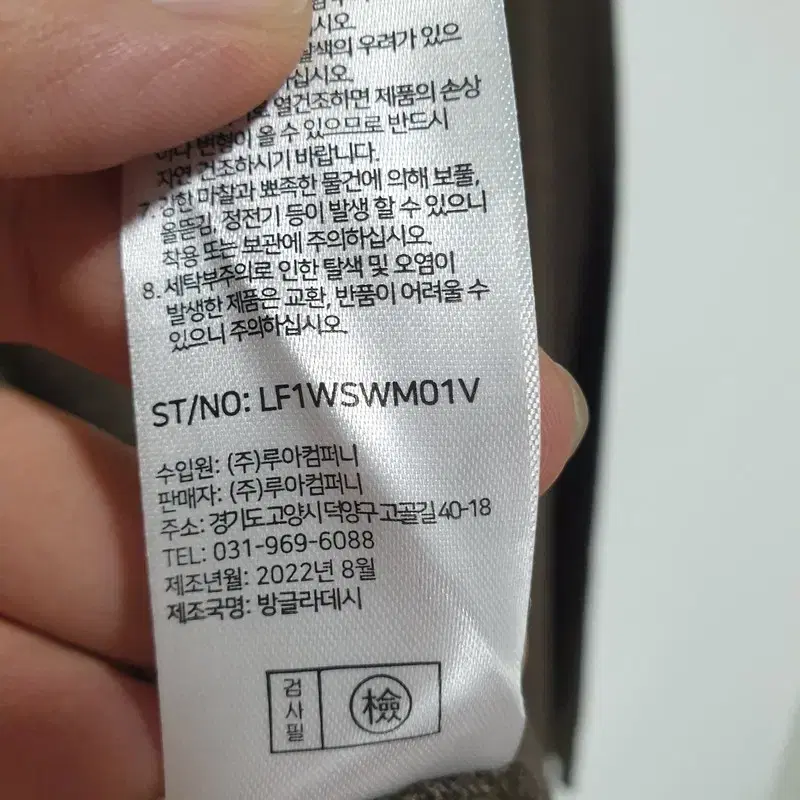 시오.
탈색의 우려가 있으
십시오.
열건조하면 제품의 손상
이나 변형이 올 수 있으므로 반드시
자연 건조하시기 바랍니다.
7. 강한 마찰과 뾰족한 물건에 의해 보풀,
올뜯김, 정전기 등이 발생 할 수 있으니
착용 또는 보관에 주의하십시오.
8. 세탁부주의로 인한 탈색 및 오염이
발생한 제품은 교환, 반품이 어려울 수
있으니 주의하십시오.
ST/NO: LF1WSWM01V
수입원: (주)루아컴퍼니
판매자: (주)루아컴퍼니
주소: 경기도 고양시 덕양구 고골길 40-18
TEL: 031-969-6088
제조년월: 2022년 8월
제조국명: 방글라데시
검사필 檢